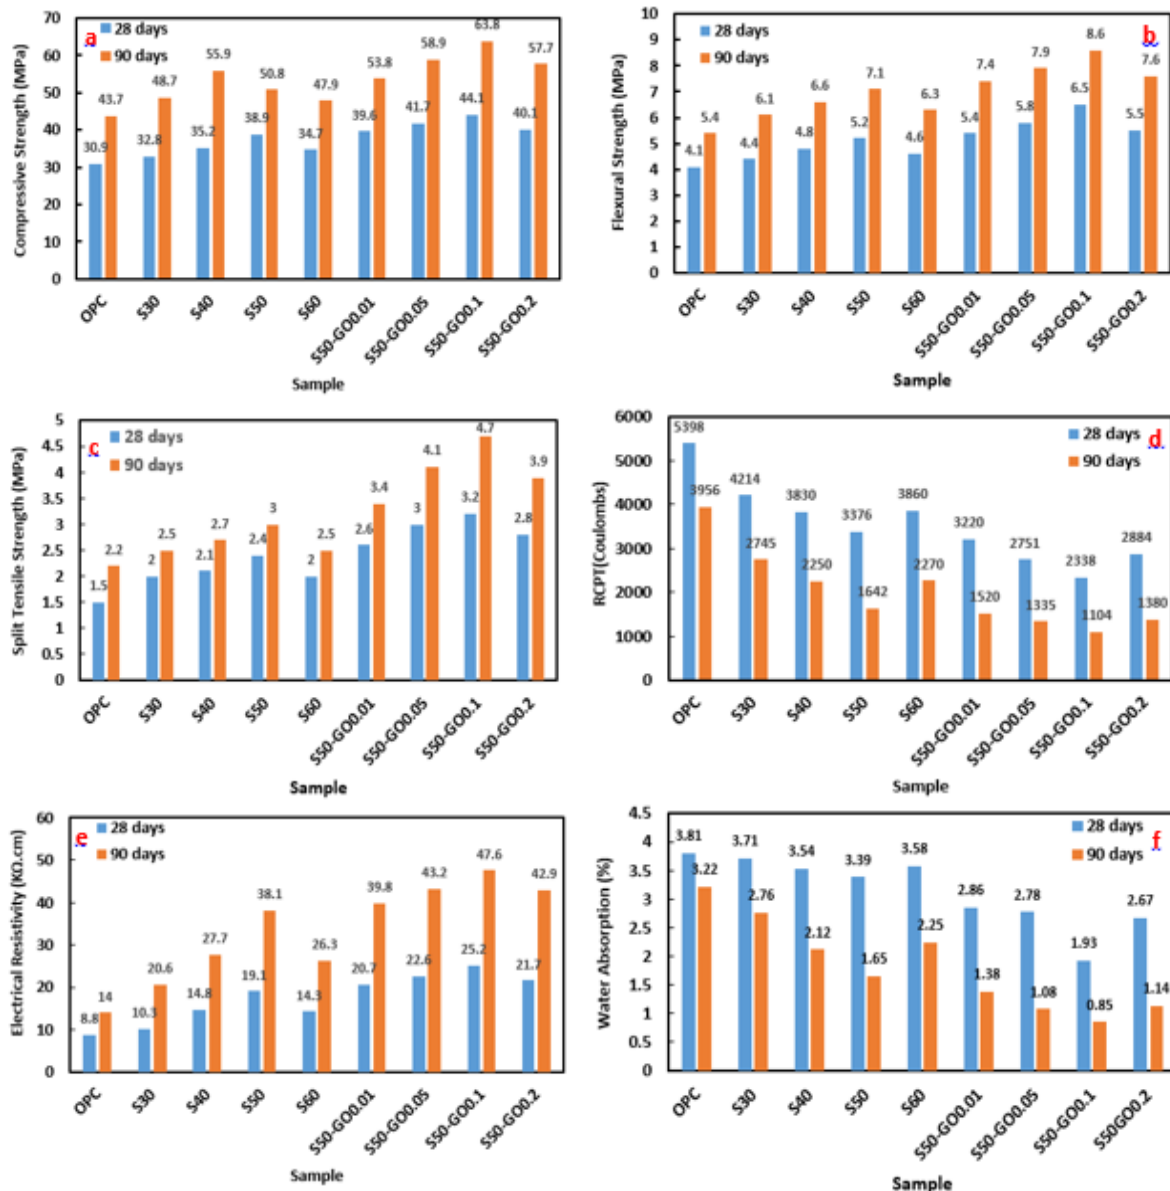 a
28 days
90 days
Compressive Strength (MPa)
70
60
50
40
30
20
10
0
30.9
43.7
32.8
48.7
35.2
55.9
38.9
50.8
34.7
47.9
39.6
53.8
41.7
58.9
44.1
63.8
40.1
57.7
OPC
S30
S40
S50
S60
S50-GO0.01
S50-GO0.05
S50-GO0.1
S50-GO0.2
Sample
b
28 days
90 days
Flexural Strength (MPa)
10
9
8
7
6
5
4
3
2
1
0
4.1
5.4
4.4
6.1
4.8
6.6
5.2
7.1
4.6
6.3
5.4
7.4
5.8
7.9
6.5
8.6
5.5
7.6
OPC
S30
S40
S50
S60
S50-GO0.01
S50-GO0.05
S50-GO0.1
S50-GO0.2
Sample
c
28 days
90 days
Split Tensile Strength (MPa)
5
4.5
4
3.5
3
2.5
2
1.5
1
0.5
0
1.5
2.2
2
2.5
2.1
2.7
2.4
3
2
2.5
2.6
3.4
3
4.1
3.2
4.7
2.8
3.9
OPC
S30
S40
S50
S60
S50-GO0.01
S50-GO0.05
S50-GO0.1
S50-GO0.2
Sample
d
28 days
90 days
RCPT(Coulombs)
6000
5000
4000
3000
2000
1000
0
5398
3956
4214
2745
3830
2250
3376
1642
3860
2270
3220
1520
2751
1335
2338
1104
2884
1380
OPC
S30
S40
S50
S60
S50-GO0.01
S50-GO0.05
S50-GO0.1
S50-GO0.2
Sample
e
28 days
90 days
Electrical Resistivity (KΩ.cm)
60
50
40
30
20
10
0
8.8
14
10.3
20.6
14.8
27.7
19.1
38.1
14.3
26.3
20.7
39.8
22.6
43.2
25.2
47.6
21.7
42.9
OPC
S30
S40
S50
S60
S50-GO0.01
S50-GO0.05
S50-GO0.1
S50-GO0.2
Sample
f
28 days
90 days
Water Absorption (%)
4.5
4
3.5
3
2.5
2
1.5
1
0.5
0
3.81
3.22
3.71
2.76
3.54
2.12
3.39
1.65
3.58
2.25
2.86
1.38
2.78
1.08
1.93
0.85
2.67
1.14
OPC
S30
S40
S50
S60
S50-GO0.01
S50-GO0.05
S50-GO0.1
S50GO0.2
Sample